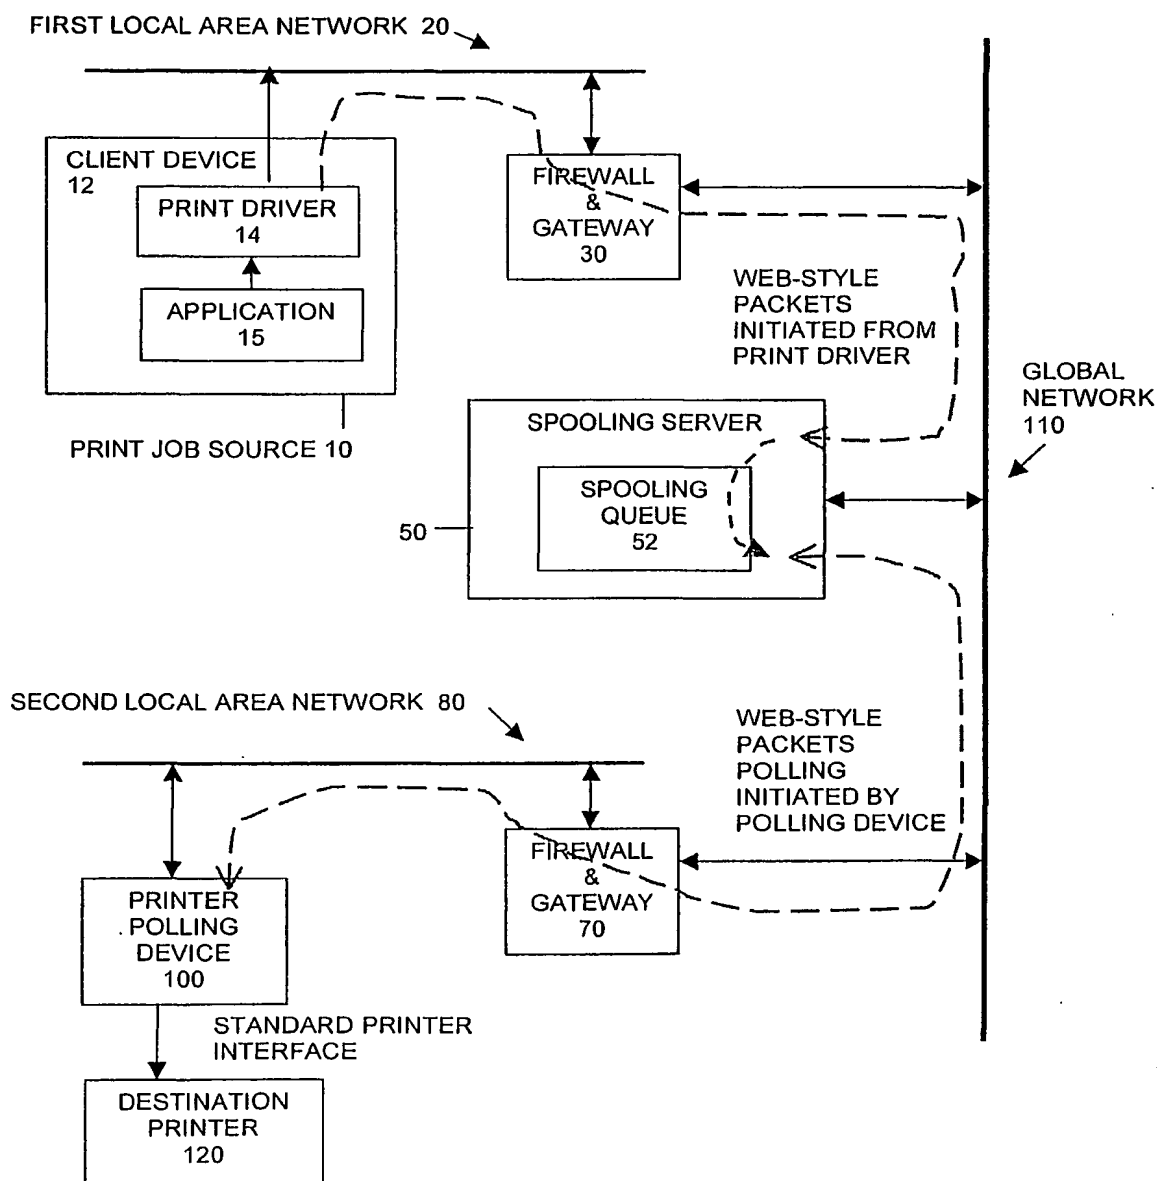 FIRST LOCAL AREA NETWORK 20
CLIENT DEVICE
12
PRINT DRIVER
14
APPLICATION
15
PRINT JOB SOURCE 10
FIREWALL
&
GATEWAY
30
WEB-STYLE
PACKETS
INITIATED FROM
PRINT DRIVER
GLOBAL
NETWORK
110
SPOOLING SERVER
SPOOLING
QUEUE
52
50
SECOND LOCAL AREA NETWORK 80
WEB-STYLE
PACKETS
POLLING
INITIATED BY
POLLING DEVICE
FIREWALL
&
GATEWAY
70
PRINTER
POLLING
DEVICE
100
STANDARD PRINTER
INTERFACE
DESTINATION
PRINTER
120